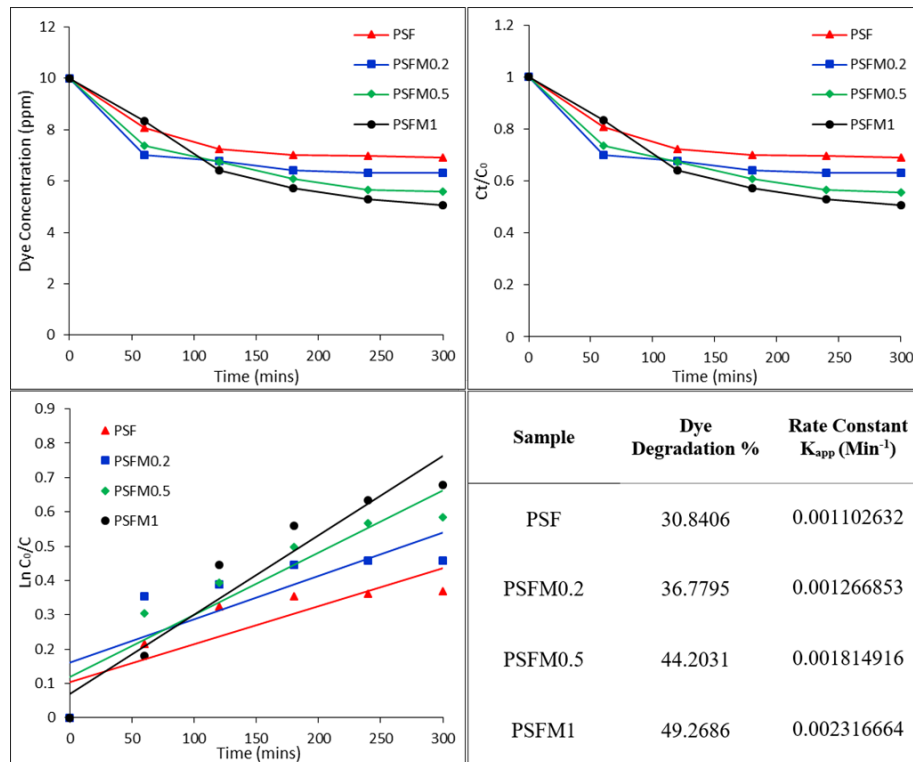 12
10
8
6
4
2
0
Dye Concentration (ppm)
0 50 100 150 200 250 300
Time (mins)
PSF
PSFM0.2
PSFM0.5
PSFM1
1.2
1
0.8
0.6
0.4
0.2
0
Ct/C₀
0 50 100 150 200 250 300
Time (mins)
PSF
PSFM0.2
PSFM0.5
PSFM1
0.9
0.8
0.7
0.6
0.5
0.4
0.3
0.2
0.1
0
Ln C₀/C
0 50 100 150 200 250 300
Time (mins)
PSF
PSFM0.2
PSFM0.5
PSFM1
Sample Dye Degradation % Rate Constant Kapp (Min⁻¹)
PSF 30.8406 0.001102632
PSFM0.2 36.7795 0.001266853
PSFM0.5 44.2031 0.001814916
PSFM1 49.2686 0.002316664